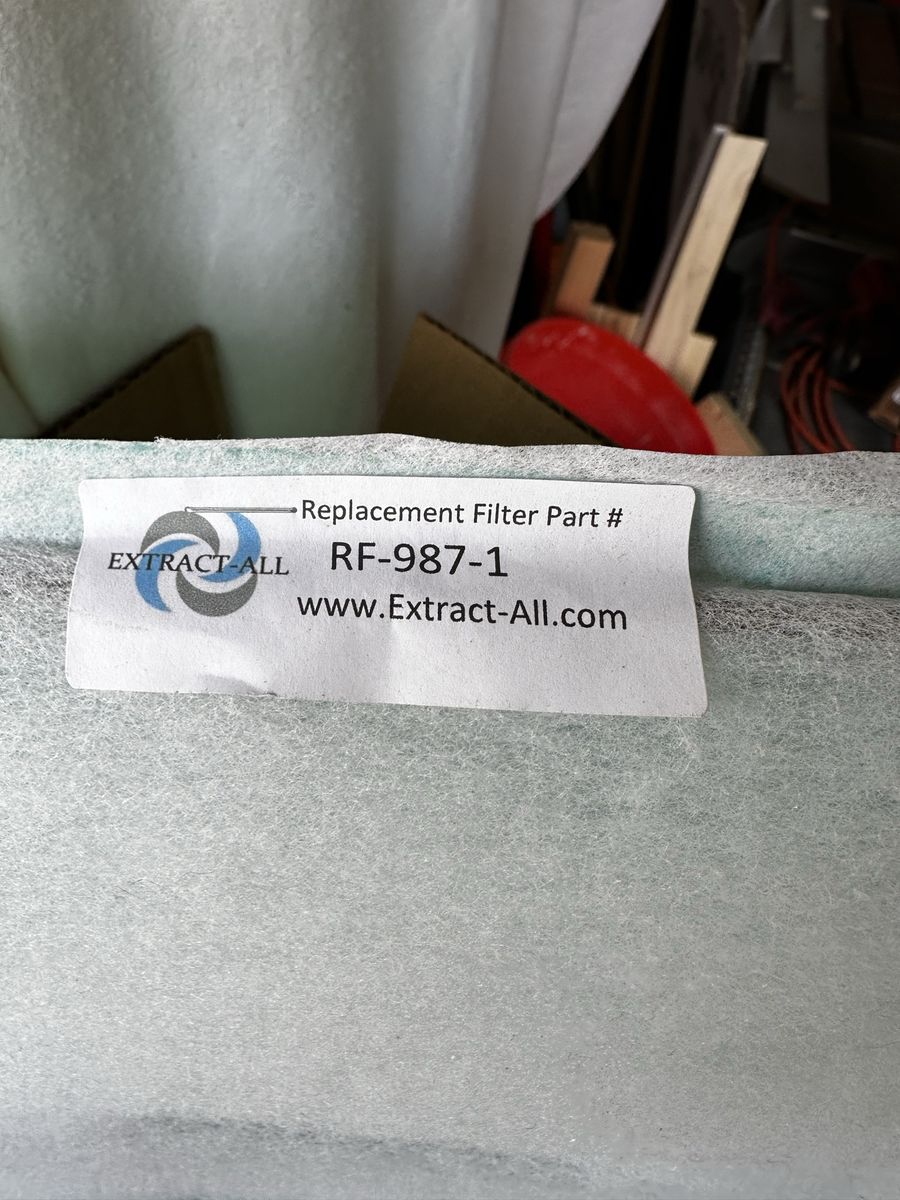 Replacement Filter Part #
EXTRACT-ALL
RF-987-1
www.Extract-All.com